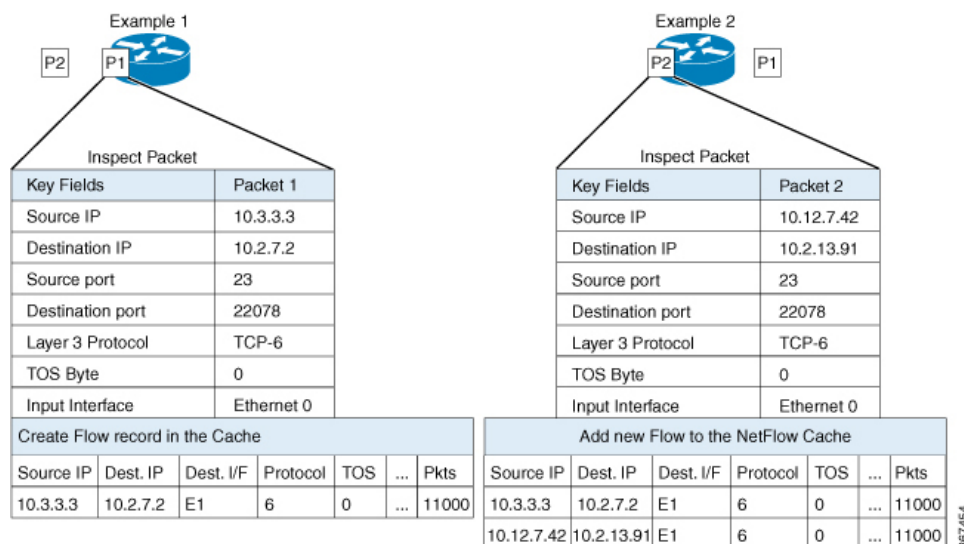 Example 1
P2 P1
Inspect Packet
Key Fields Packet 1
Source IP 10.3.3.3
Destination IP 10.2.7.2
Source port 23
Destination port 22078
Layer 3 Protocol TCP-6
TOS Byte 0
Input Interface Ethernet 0
Create Flow record in the Cache
Source IP Dest. IP Dest. I/F Protocol TOS ... Pkts
10.3.3.3 10.2.7.2 E1 6 0 ... 11000
Example 2
P2 P1
Inspect Packet
Key Fields Packet 2
Source IP 10.12.7.42
Destination IP 10.2.13.91
Source port 23
Destination port 22078
Layer 3 Protocol TCP-6
TOS Byte 0
Input Interface Ethernet 0
Add new Flow to the NetFlow Cache
Source IP Dest. IP Dest. I/F Protocol TOS ... Pkts
10.3.3.3 10.2.7.2 E1 6 0 ... 11000
10.12.7.42 10.2.13.91 E1 6 0 ... 11000